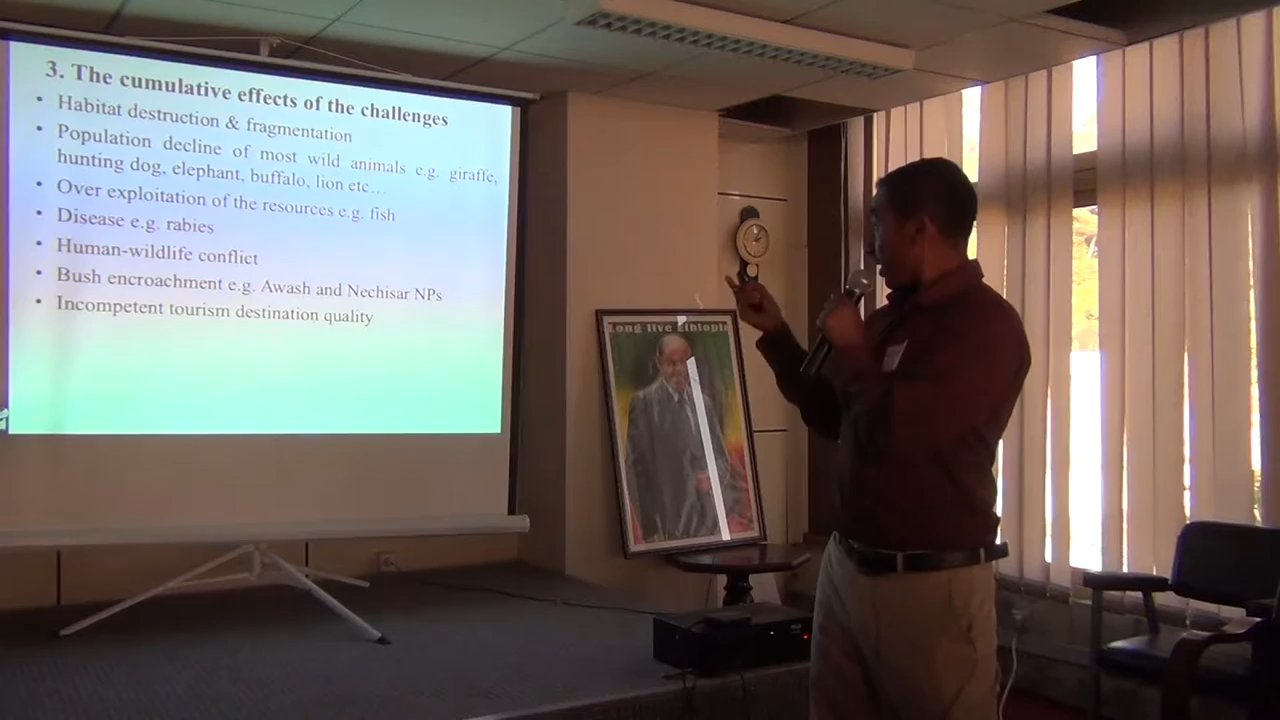 3. The cumulative effects of the challenges
• Habitat destruction & fragmentation
• Population decline of most wild animals e.g. giraffe,
hunting dog, elephant, buffalo, lion etc…
• Over exploitation of the resources e.g. fish
• Disease e.g. rabies
• Human-wildlife conflict
• Bush encroachment e.g. Awash and Nechisar NPs
• Incompetent tourism destination quality
Long live Ethiopia